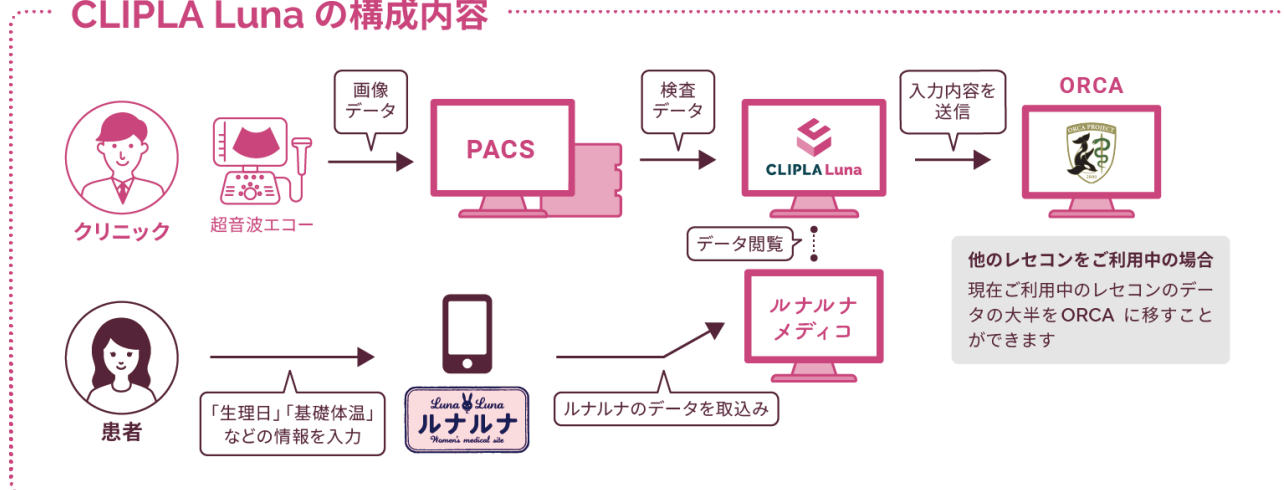 CLIPLA Luna の構成内容
画像
データ
検査
データ
入力内容を
送信
ORCA
PACS
CLIPLA Luna
ORCA PROJECT
クリニック
超音波エコー
データ閲覧
他のレセコンをご利用中の場合
現在ご利用中のレセコンのデー
タの大半をORCA に移すこと
ができます
ルナルナ
メディコ
患者
「生理日」「基礎体温」
などの情報を入力
Luna Luna
ルナルナ
Women's medical site
ルナルナのデータを取込み